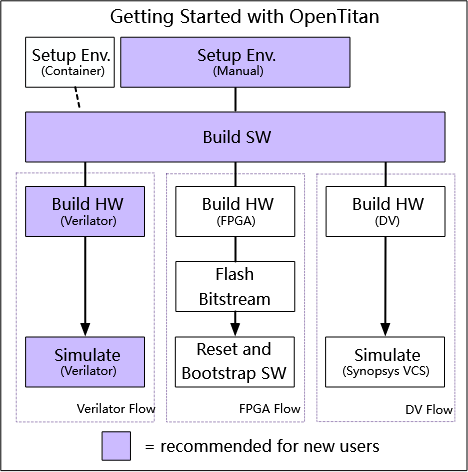 Getting Started with OpenTitan
Setup Env.
(Container)
Setup Env.
(Manual)
Build SW
Build HW
(Verilator)
Simulate
(Verilator)
Verilator Flow
Build HW
(FPGA)
Flash
Bitstream
Reset and
Bootstrap SW
FPGA Flow
Build HW
(DV)
Simulate
(Synopsys VCS)
DV Flow
= recommended for new users